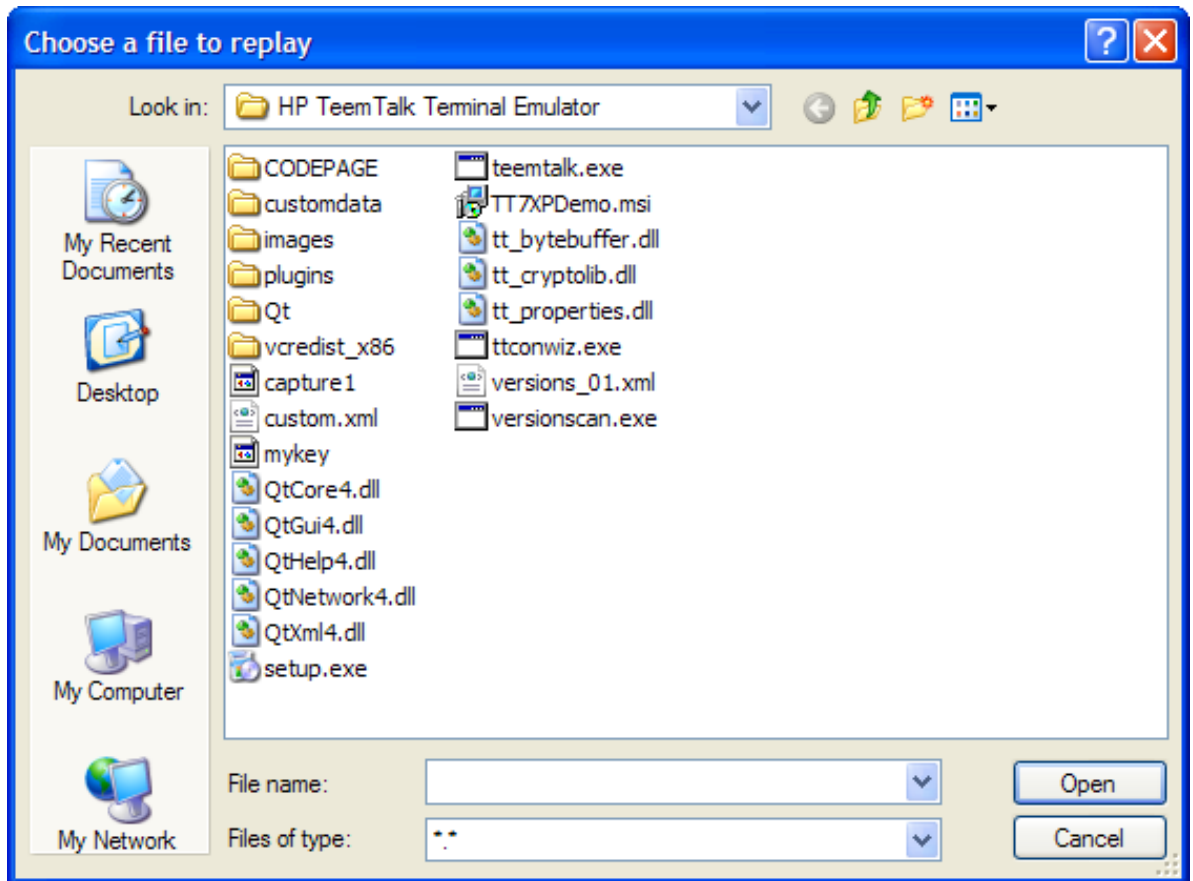 Choose a file to replay
Look in: HP TeemTalk Terminal Emulator
My Recent
Documents
Desktop
My Documents
My Computer
My Network
CODEPAGE
customdata
images
plugins
Qt
vcredist_x86
capture1
custom.xml
mykey
QtCore4.dll
QtGui4.dll
QtHelp4.dll
QtNetwork4.dll
QtXml4.dll
setup.exe
teemtalk.exe
TT7XPDemo.msi
tt_bytebuffer.dll
tt_cryptolib.dll
tt_properties.dll
ttconwiz.exe
versions_01.xml
versionscan.exe
File name:
Open
Files of type: *.*
Cancel